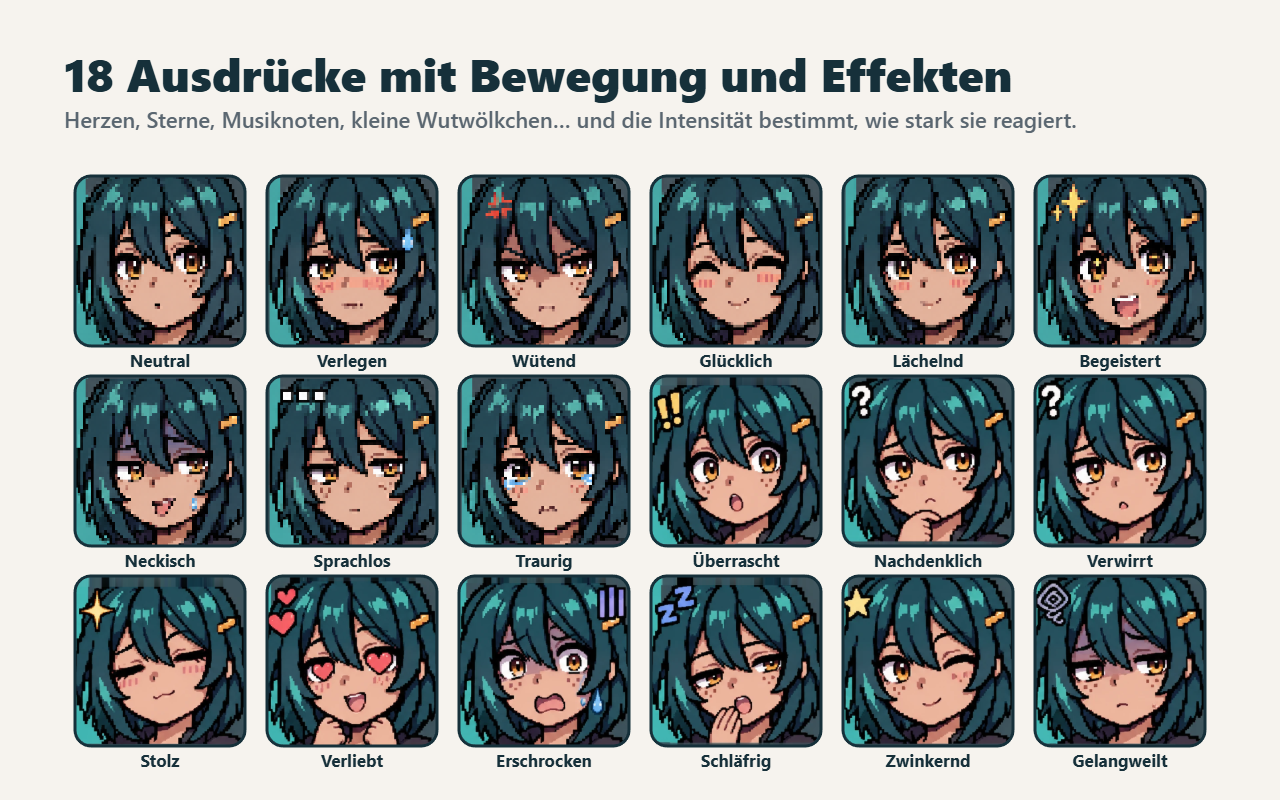 18 Ausdrücke mit Bewegung und Effekten
Herzen, Sterne, Musiknoten, kleine Wutwölkchen... und die Intensität bestimmt, wie stark sie reagiert.
Neutral
Verlegen
Wütend
Glücklich
Lächelnd
Begeistert
!!
?
?
Neckisch
Sprachlos
Traurig
Überrascht
Nachdenklich
Verwirrt
zZ
Stolz
Verliebt
Erschrocken
Schläfrig
Zwinkernd
Gelangweilt